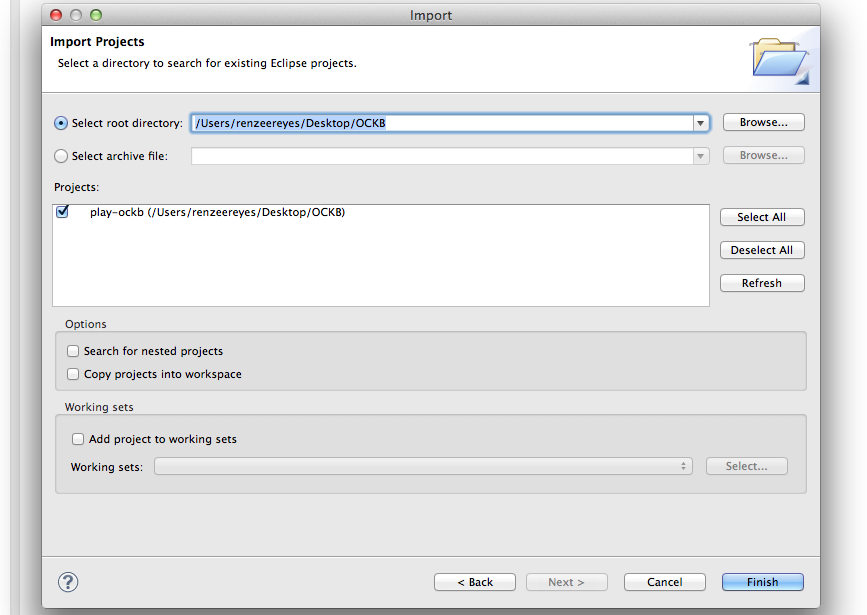 Import
Import Projects
Select a directory to search for existing Eclipse projects.
Select root directory: /Users/renzeereyes/Desktop/OCKB Browse...
Select archive file: Browse...
Projects:
play-ockb (/Users/renzeereyes/Desktop/OCKB)
Select All
Deselect All
Refresh
Options
Search for nested projects
Copy projects into workspace
Working sets
Add project to working sets
Working sets: Select...
? < Back Next > Cancel Finish